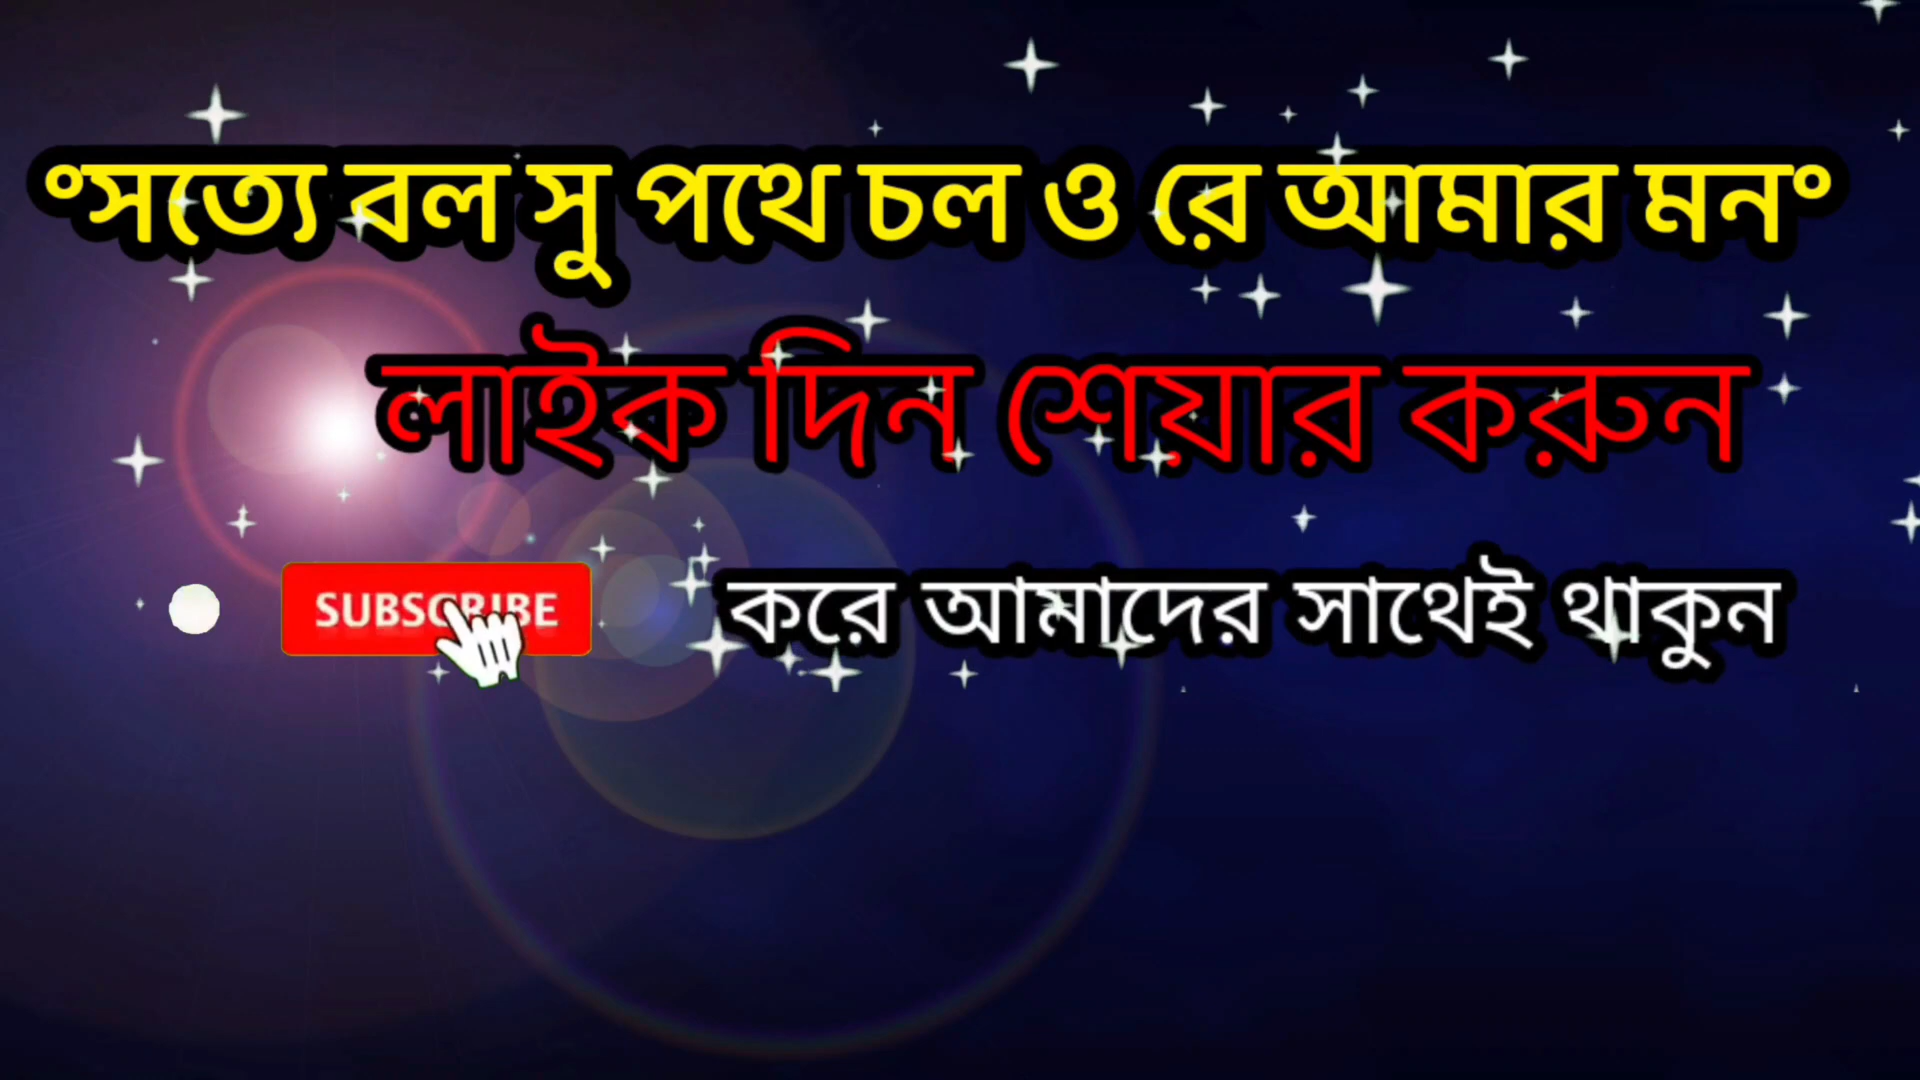 °সত্যে বল সু পথে চল ও রে আমার মন°
লাইক দিন শেয়ার করুন
SUBSCRIBE করে আমাদের সাথেই থাকুন